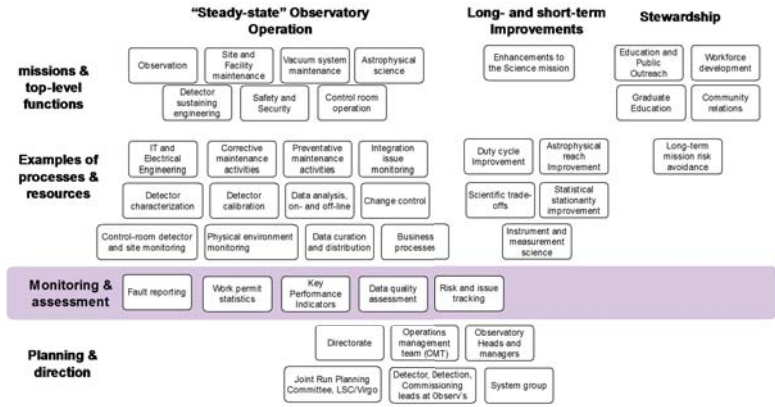 “Steady-state” Observatory
Operation
Long- and short-term
Improvements
Stewardship
missions &
top-level
functions
Observation
Site and
Facility
maintenance
Vacuum system
maintenance
Astrophysical
science
Detector
sustaining
engineering
Safety and
Security
Control room
operation
Enhancements to
the Science mission
Education and
Public
Outreach
Workforce
development
Graduate
Education
Community
relations
Examples of
processes &
resources
IT and
Electrical
Engineering
Corrective
maintenance
activities
Preventative
maintenance
activities
Integration
issue
monitoring
Detector
characterization
Detector
calibration
Data analysis,
on- and off-line
Change control
Control-room detector
and site monitoring
Physical environment
monitoring
Data curation
and distribution
Business
processes
Duty cycle
Improvement
Astrophysical
reach
Improvement
Scientific trade-
offs
Statistical
stationarity
improvement
Instrument and
measurement
science
Long-term
mission risk
avoidance
Monitoring &
assessment
Fault reporting
Work permit
statistics
Key
Performance
Indicators
Data quality
assessment
Risk and issue
tracking
Planning &
direction
Directorate
Operations
management
team (OMT)
Observatory
Heads and
managers
Joint Run Planning
Committee, LSC/Virgo
Detector, Detection,
Commissioning
leads at Observ's
System group